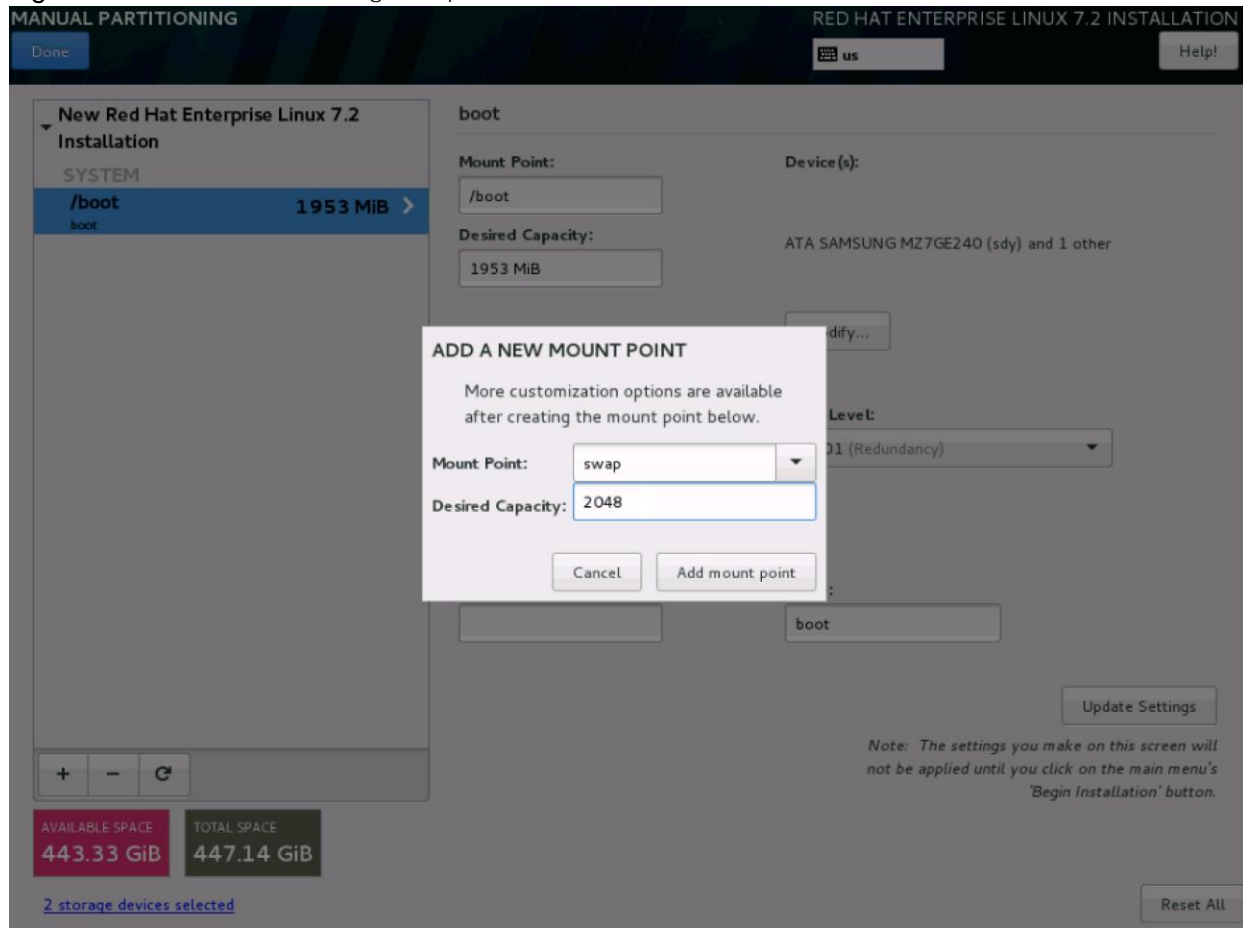 MANUAL PARTITIONING
RED HAT ENTERPRISE LINUX 7.2 INSTALLATION
Done
us
Help!
New Red Hat Enterprise Linux 7.2
Installation
SYSTEM
/boot
1953 MiB
boot
boot
Mount Point:
/boot
Desired Capacity:
1953 MiB
Device(s):
ATA SAMSUNG MZ7GE240 (sdy) and 1 other
dify...
Level:
(Redundancy)
ADD A NEW MOUNT POINT
More customization options are available
after creating the mount point below.
Mount Point:
swap
Desired Capacity:
2048
Cancel
Add mount point
boot
Update Settings
Note: The settings you make on this screen will
not be applied until you click on the main menu's
'Begin Installation' button.
+ −
AVAILABLE SPACE
443.33 GiB
TOTAL SPACE
447.14 GiB
2 storage devices selected
Reset All